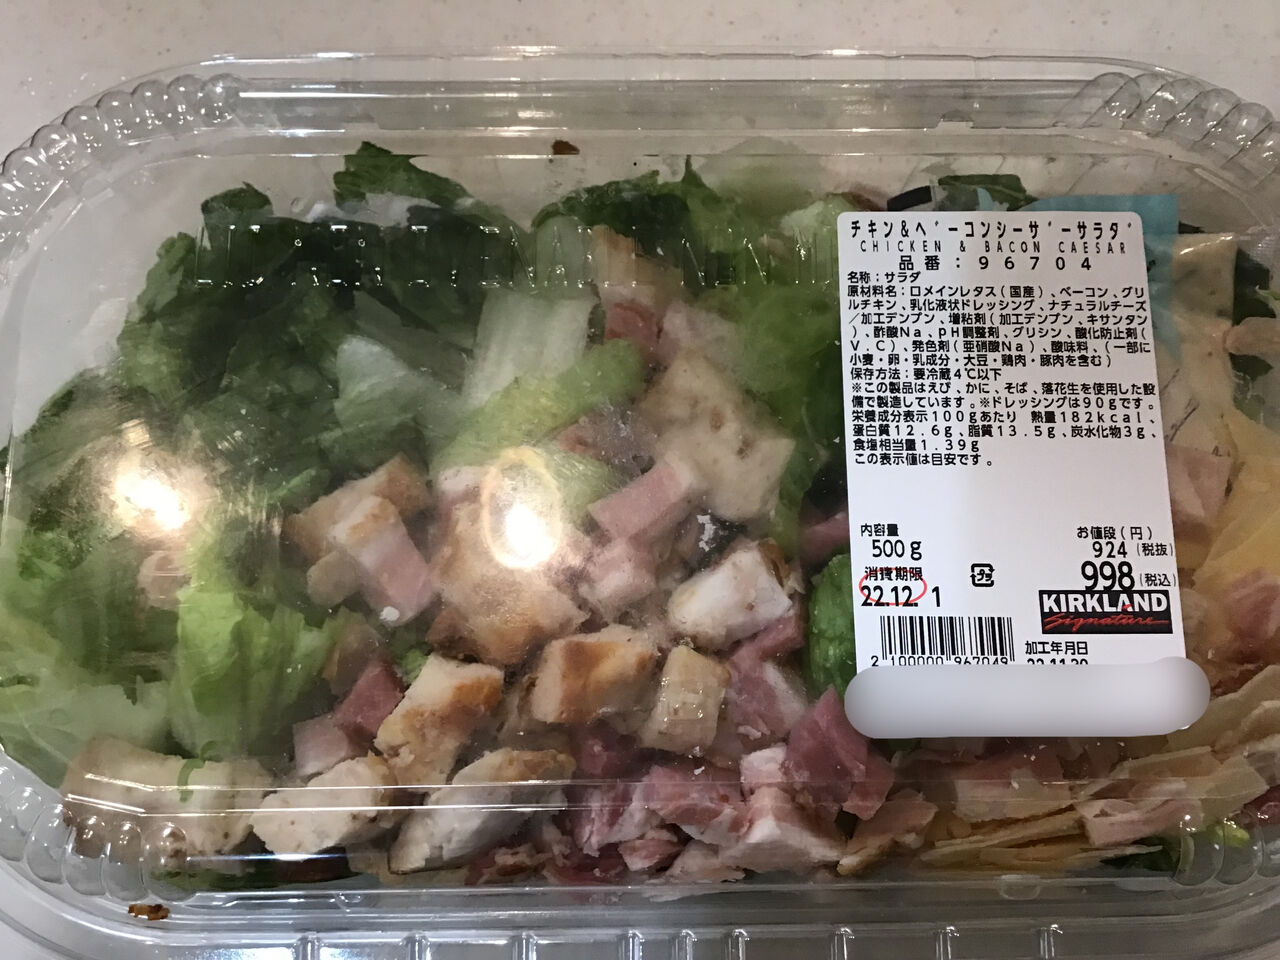 チキン&ベーコンシーザーサラダ
CHICKEN & BACON CAESAR
品番:96704
名称:サラダ
原材料名:ロメインレタス(国産)、ベーコン、グリ
ルチキン、乳化液状ドレッシング、ナチュラルチーズ
/加工デンプン、増粘剤(加工デンプン、キサンタン
)、酢酸Na、pH調整剤、グリシン、酸化防止剤(
V.C)、発色剤(亜硝酸Na)、酸味料、(一部に
小麦・卵・乳成分・大豆・鶏肉・豚肉を含む)
保存方法:要冷蔵4℃以下
※この製品はえび、かに、そば、落花生を使用した設
備で製造しています。※ドレッシングは90gです。
栄養成分表示100gあたり 熱量182kcal、
蛋白質12.6g、脂質13.5g、炭水化物3g、
食塩相当量1.39g
この表示値は目安です。
内容量 お値段(円)
500g 924(税抜)
消費期限 998(税込)
22.12. 1 プラ
KIRKLAND
Signature
2 100000 967049 加工年月日
22.11.30